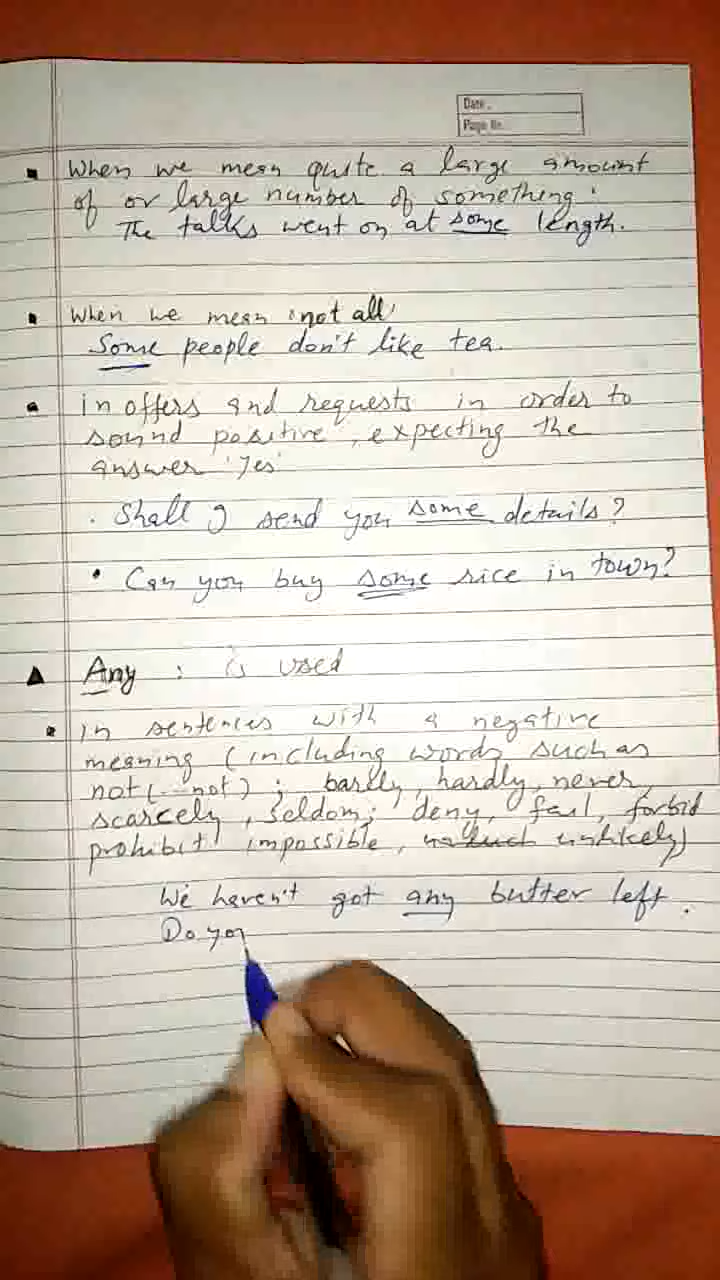 Date.
Page No.
When we mean quite a large amount
of or large number of something.
The talks went on at some length.
When we mean not all
Some people don't like tea.
in offers and requests in order to
sound positive, expecting the
answer 'Yes'
. Shall I send you some details?
• Can you buy some rice in town?
▲ Any : is used
• in sentences with a negative
meaning (including words such as
not (--not) ; barely, hardly, never,
scarcely, seldom; deny, fail, forbid
prohibit impossible, unlikely)
We haven't got any butter left.
Do you